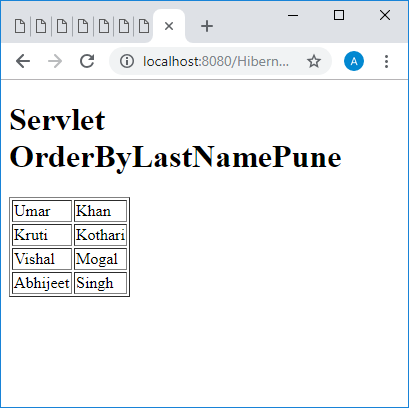 localhost:8080/Hibern...
A
Servlet
OrderByLastNamePune
Umar Khan
Kruti Kothari
Vishal Mogal
Abhijeet Singh